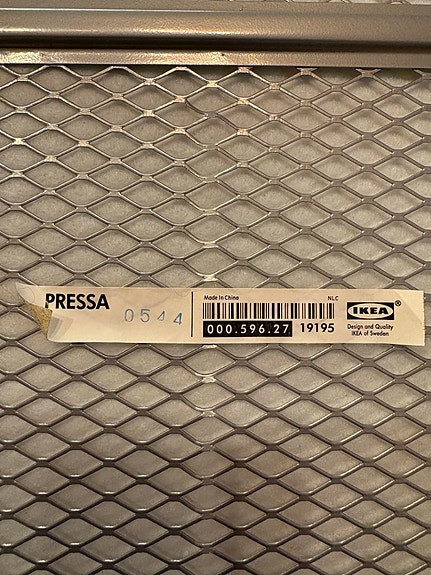 PRESSA
0544
Made in China
NLC
000.596.27 19195
IKEA®
Design and Quality
IKEA of Sweden